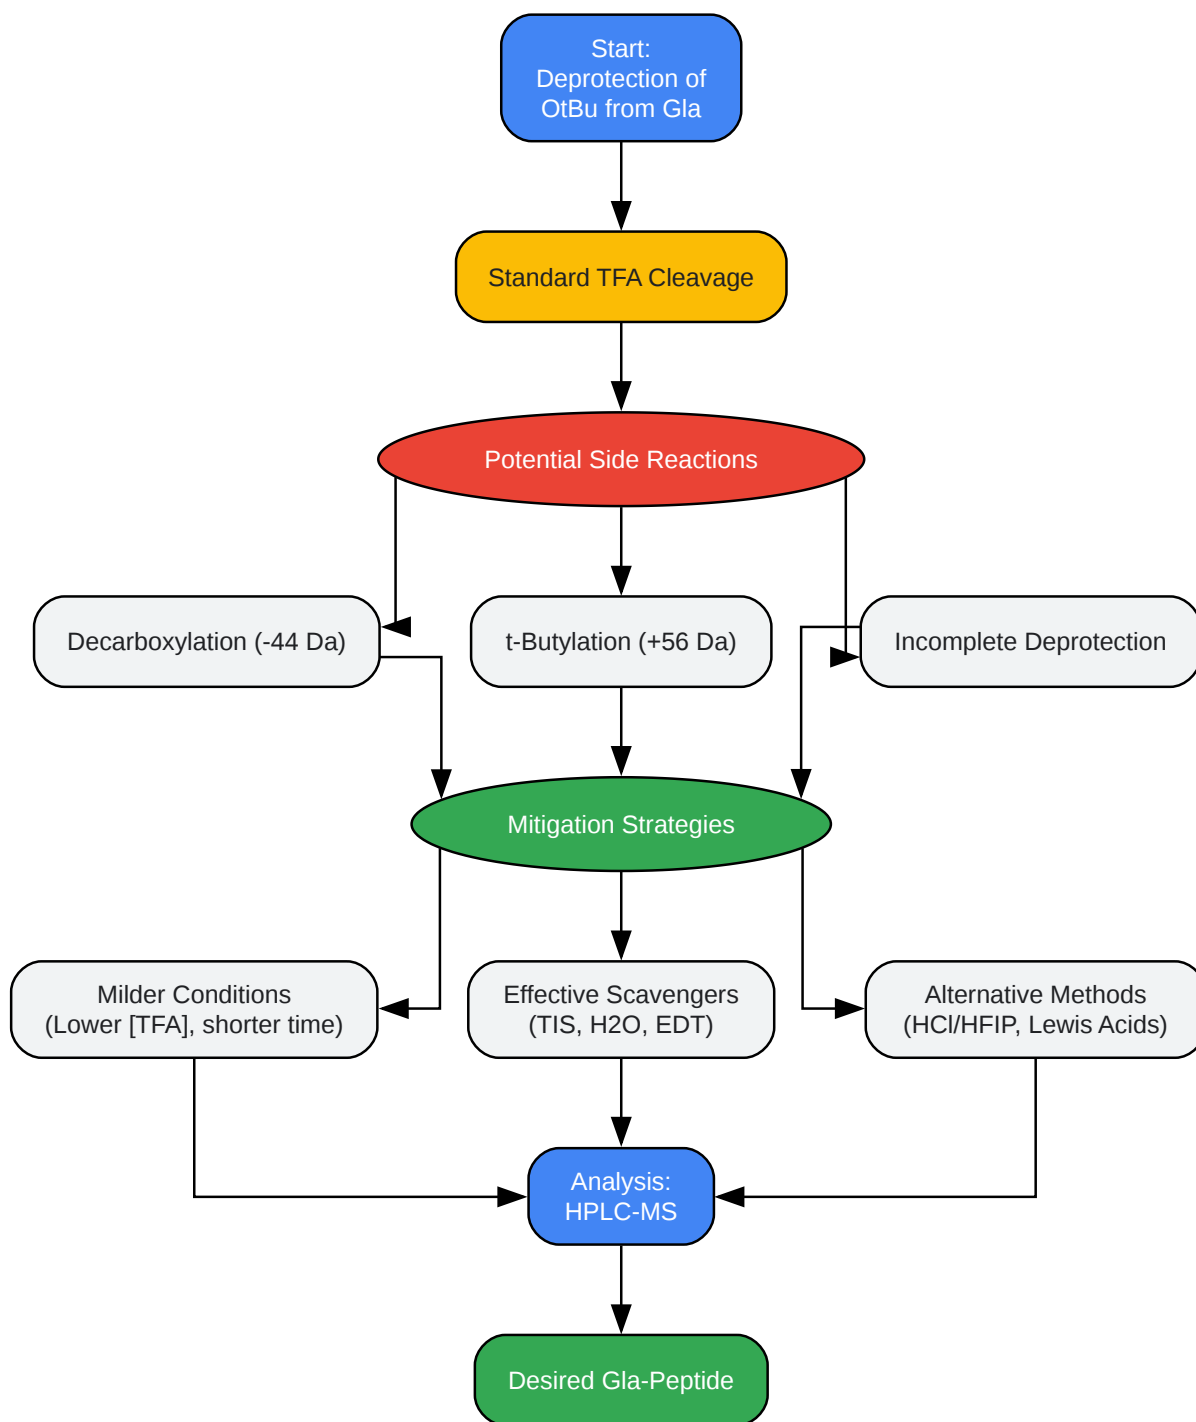 Start:
Deprotection of
OtBu from Gla
Standard TFA Cleavage
Potential Side Reactions
Decarboxylation (-44 Da)
t-Butylation (+56 Da)
Incomplete Deprotection
Mitigation Strategies
Milder Conditions
(Lower [TFA], shorter time)
Effective Scavengers
(TIS, H2O, EDT)
Alternative Methods
(HCl/HFIP, Lewis Acids)
Analysis:
HPLC-MS
Desired Gla-Peptide